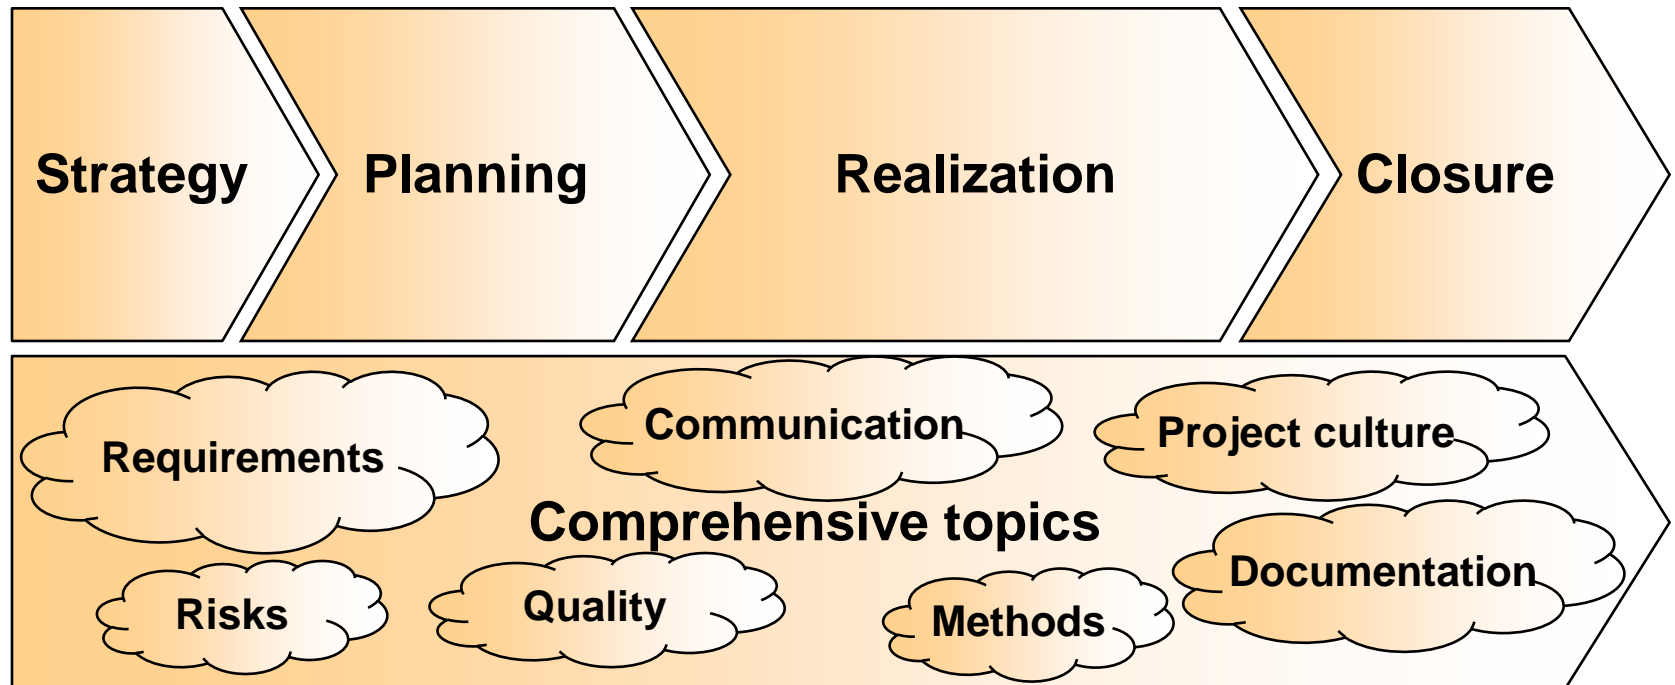 Strategy
Planning
Realization
Closure
Requirements
Communication
Project culture
Comprehensive topics
Risks
Quality
Methods
Documentation